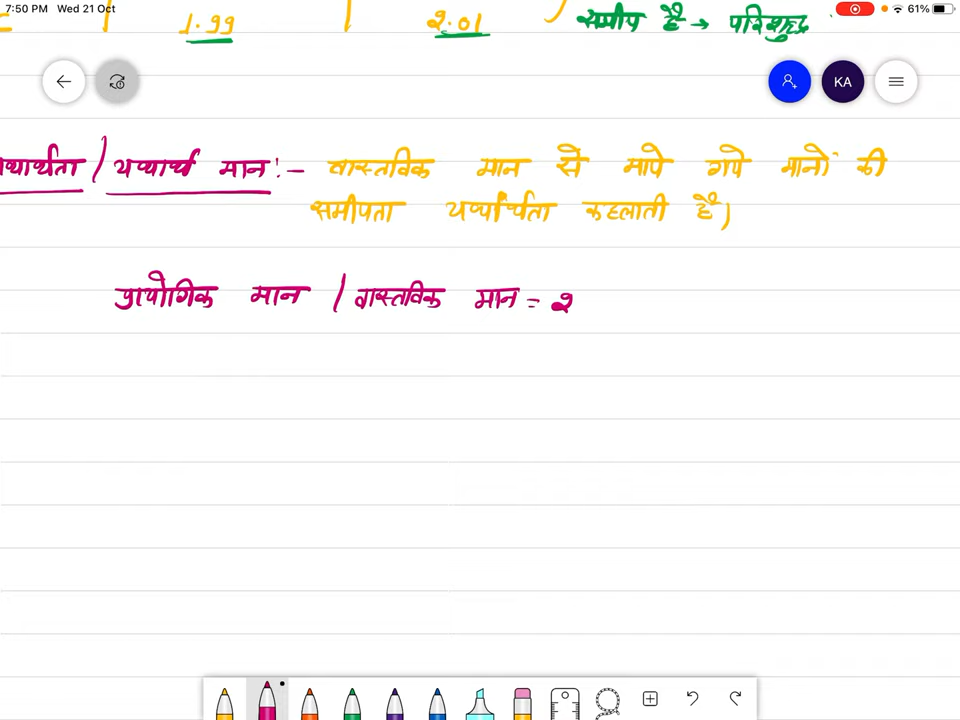 7:50 PM Wed 21 Oct 61%
1.99 2.01 समीप है → परिशुद्ध
KA
यथार्थता / यथार्थ मान :- वास्तविक मान से मापे गये मानों की
समीपता यर्थाथता कहलाती है।
प्रायोगिक मान / वास्तविक मान = 2